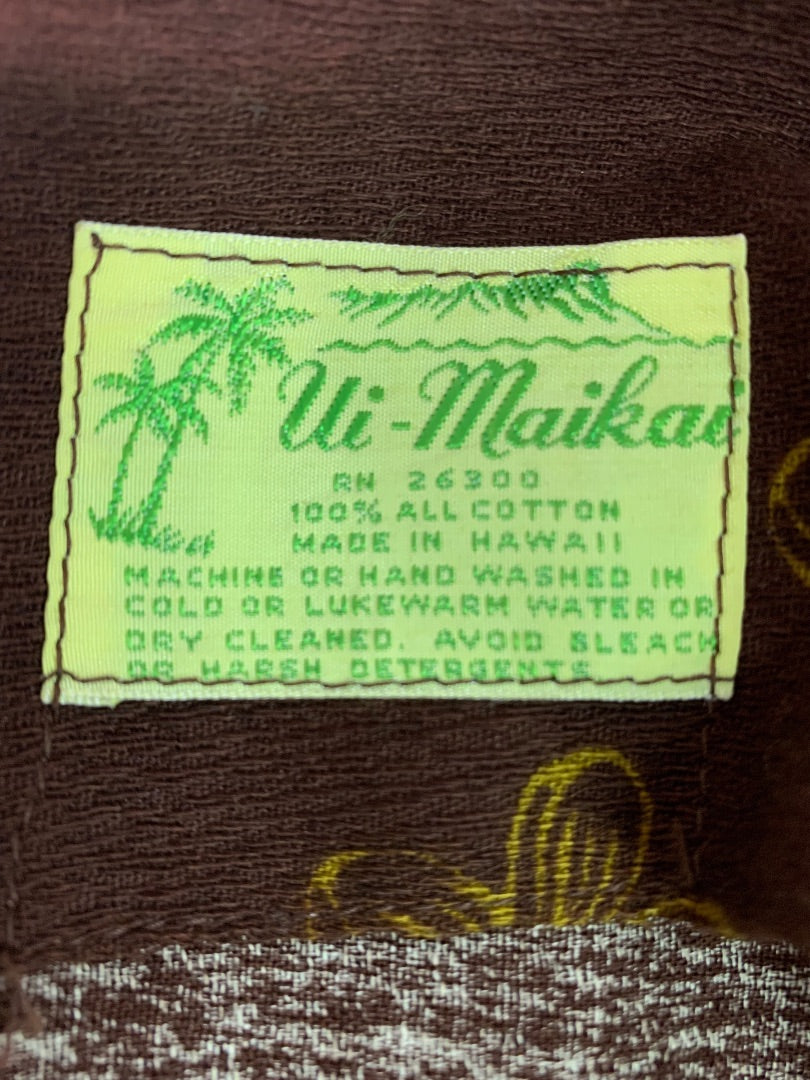 Ui-Maikai
RN 26300
100% ALL COTTON
MADE IN HAWAII
MACHINE OR HAND WASHED IN
COLD OR LUKEWARM WATER OR
DRY CLEANED. AVOID BLEACH
OR HARSH DETERGENTS